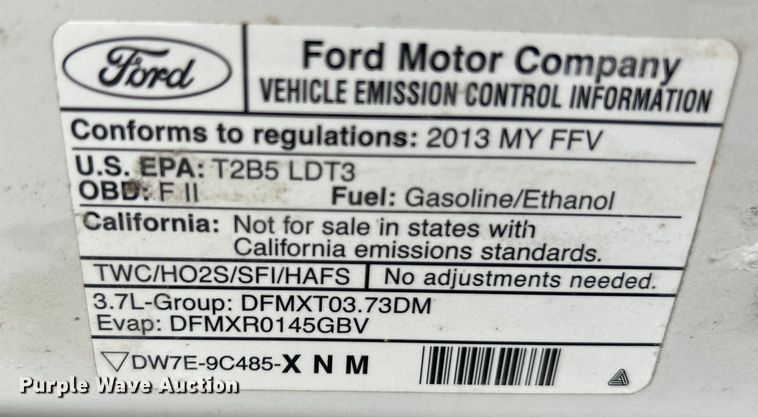 Ford
Ford Motor Company
VEHICLE EMISSION CONTROL INFORMATION
Conforms to regulations: 2013 MY FFV
U.S. EPA: T2B5 LDT3
OBD: F II Fuel: Gasoline/Ethanol
California: Not for sale in states with
California emissions standards.
TWC/HO2S/SFI/HAFS No adjustments needed.
3.7L-Group: DFMXT03.73DM
Evap: DFMXR0145GBV
▽DW7E-9C485-X N M
Purple Wave Auction